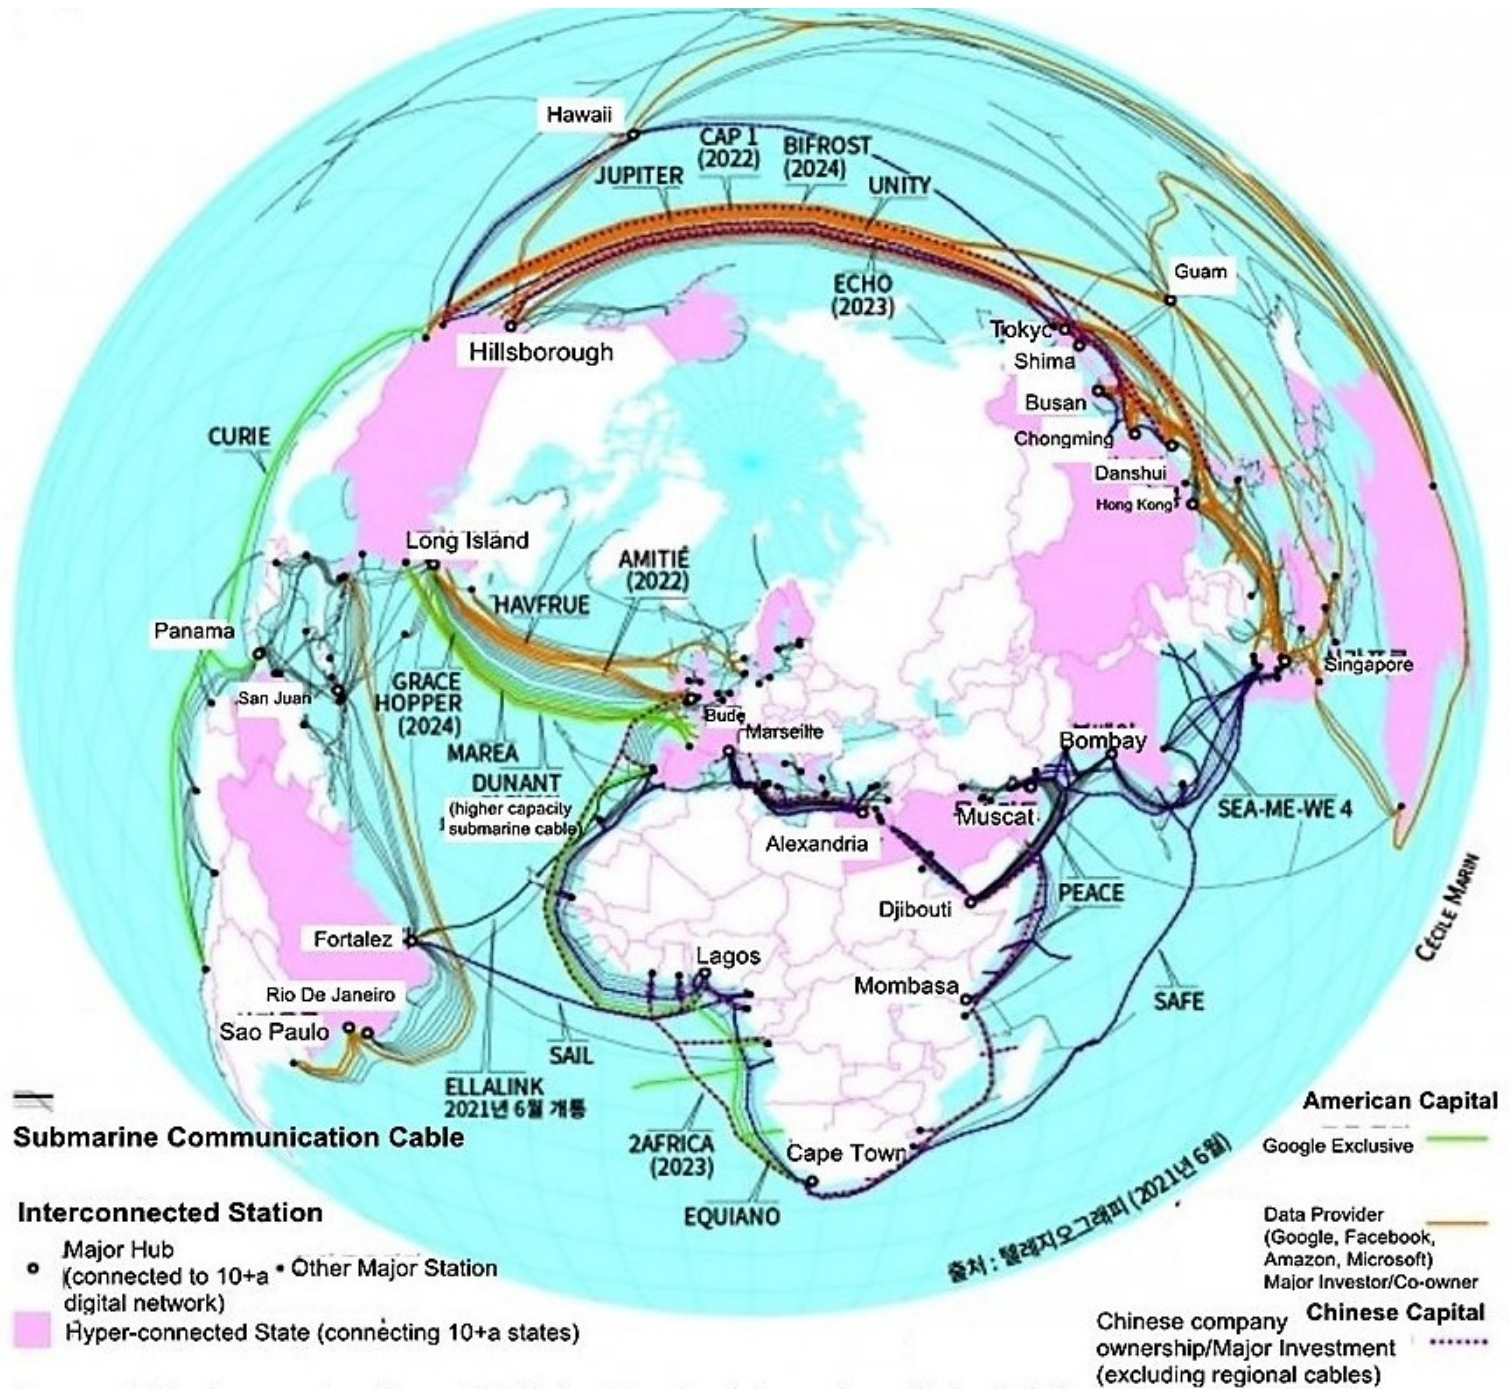 Hawaii
CAP 1
(2022)
BIFROST
(2024)
JUPITER
UNITY
ECHO
(2023)
Guam
Hillsborough
Tokyc
Shima
Busan
Chongming
Danshui
Hong Kong
CURIE
Long Island
AMITIÉ
(2022)
HAVFRUE
Panama
San Juan
GRACE
HOPPER
(2024)
MAREA
DUNANT
(higher capacity
submarine cable)
Bude
Marseille
Singapore
Bombay
SEA-ME-WE 4
Muscat
Alexandria
PEACE
Djibouti
CÉCILE MARIN
Fortalez
Lagos
Mombasa
SAFE
Rio De Janeiro
Sao Paulo
SAIL
ELLALINK
2021년 6월 개통
2AFRICA
(2023)
Cape Town
EQUIANO
출처 : 텔레지오그래피 (2021년 6월)
Submarine Communication Cable
Interconnected Station
Major Hub
(connected to 10+a
digital network)
Other Major Station
Hyper-connected State (connecting 10+a states)
American Capital
Google Exclusive
Data Provider
(Google, Facebook,
Amazon, Microsoft)
Major Investor/Co-owner
Chinese Capital
Chinese company
ownership/Major Investment
(excluding regional cables)